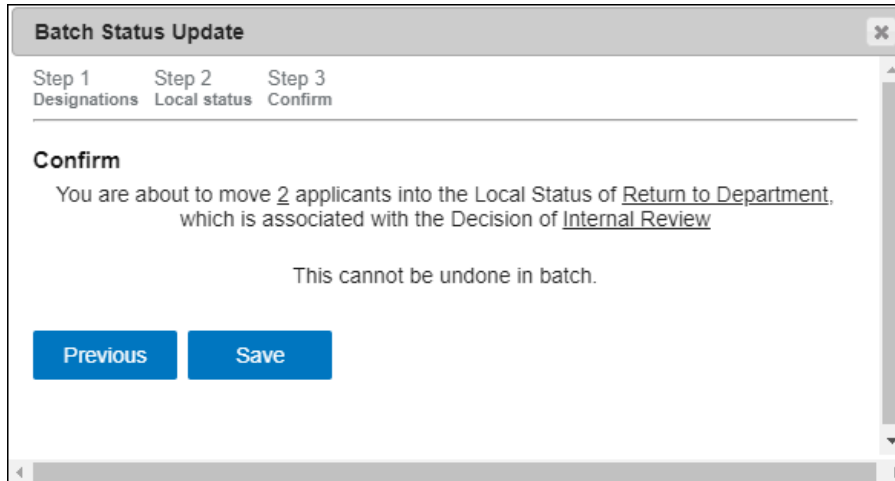 Batch Status Update
Step 1 Step 2 Step 3
Designations Local status Confirm
Confirm
You are about to move 2 applicants into the Local Status of Return to Department,
which is associated with the Decision of Internal Review
This cannot be undone in batch.
Previous Save